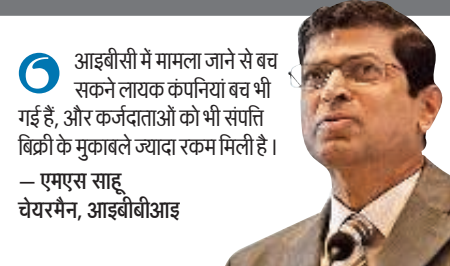 आइबीसी में मामला जाने से बच
सकने लायक कंपनियां बच भी
गई हैं, और कर्जदाताओं को भी संपत्ति
बिक्री के मुकाबले ज्यादा रकम मिली है।
— एमएस साहू
चेयरमैन, आइबीबीआइ